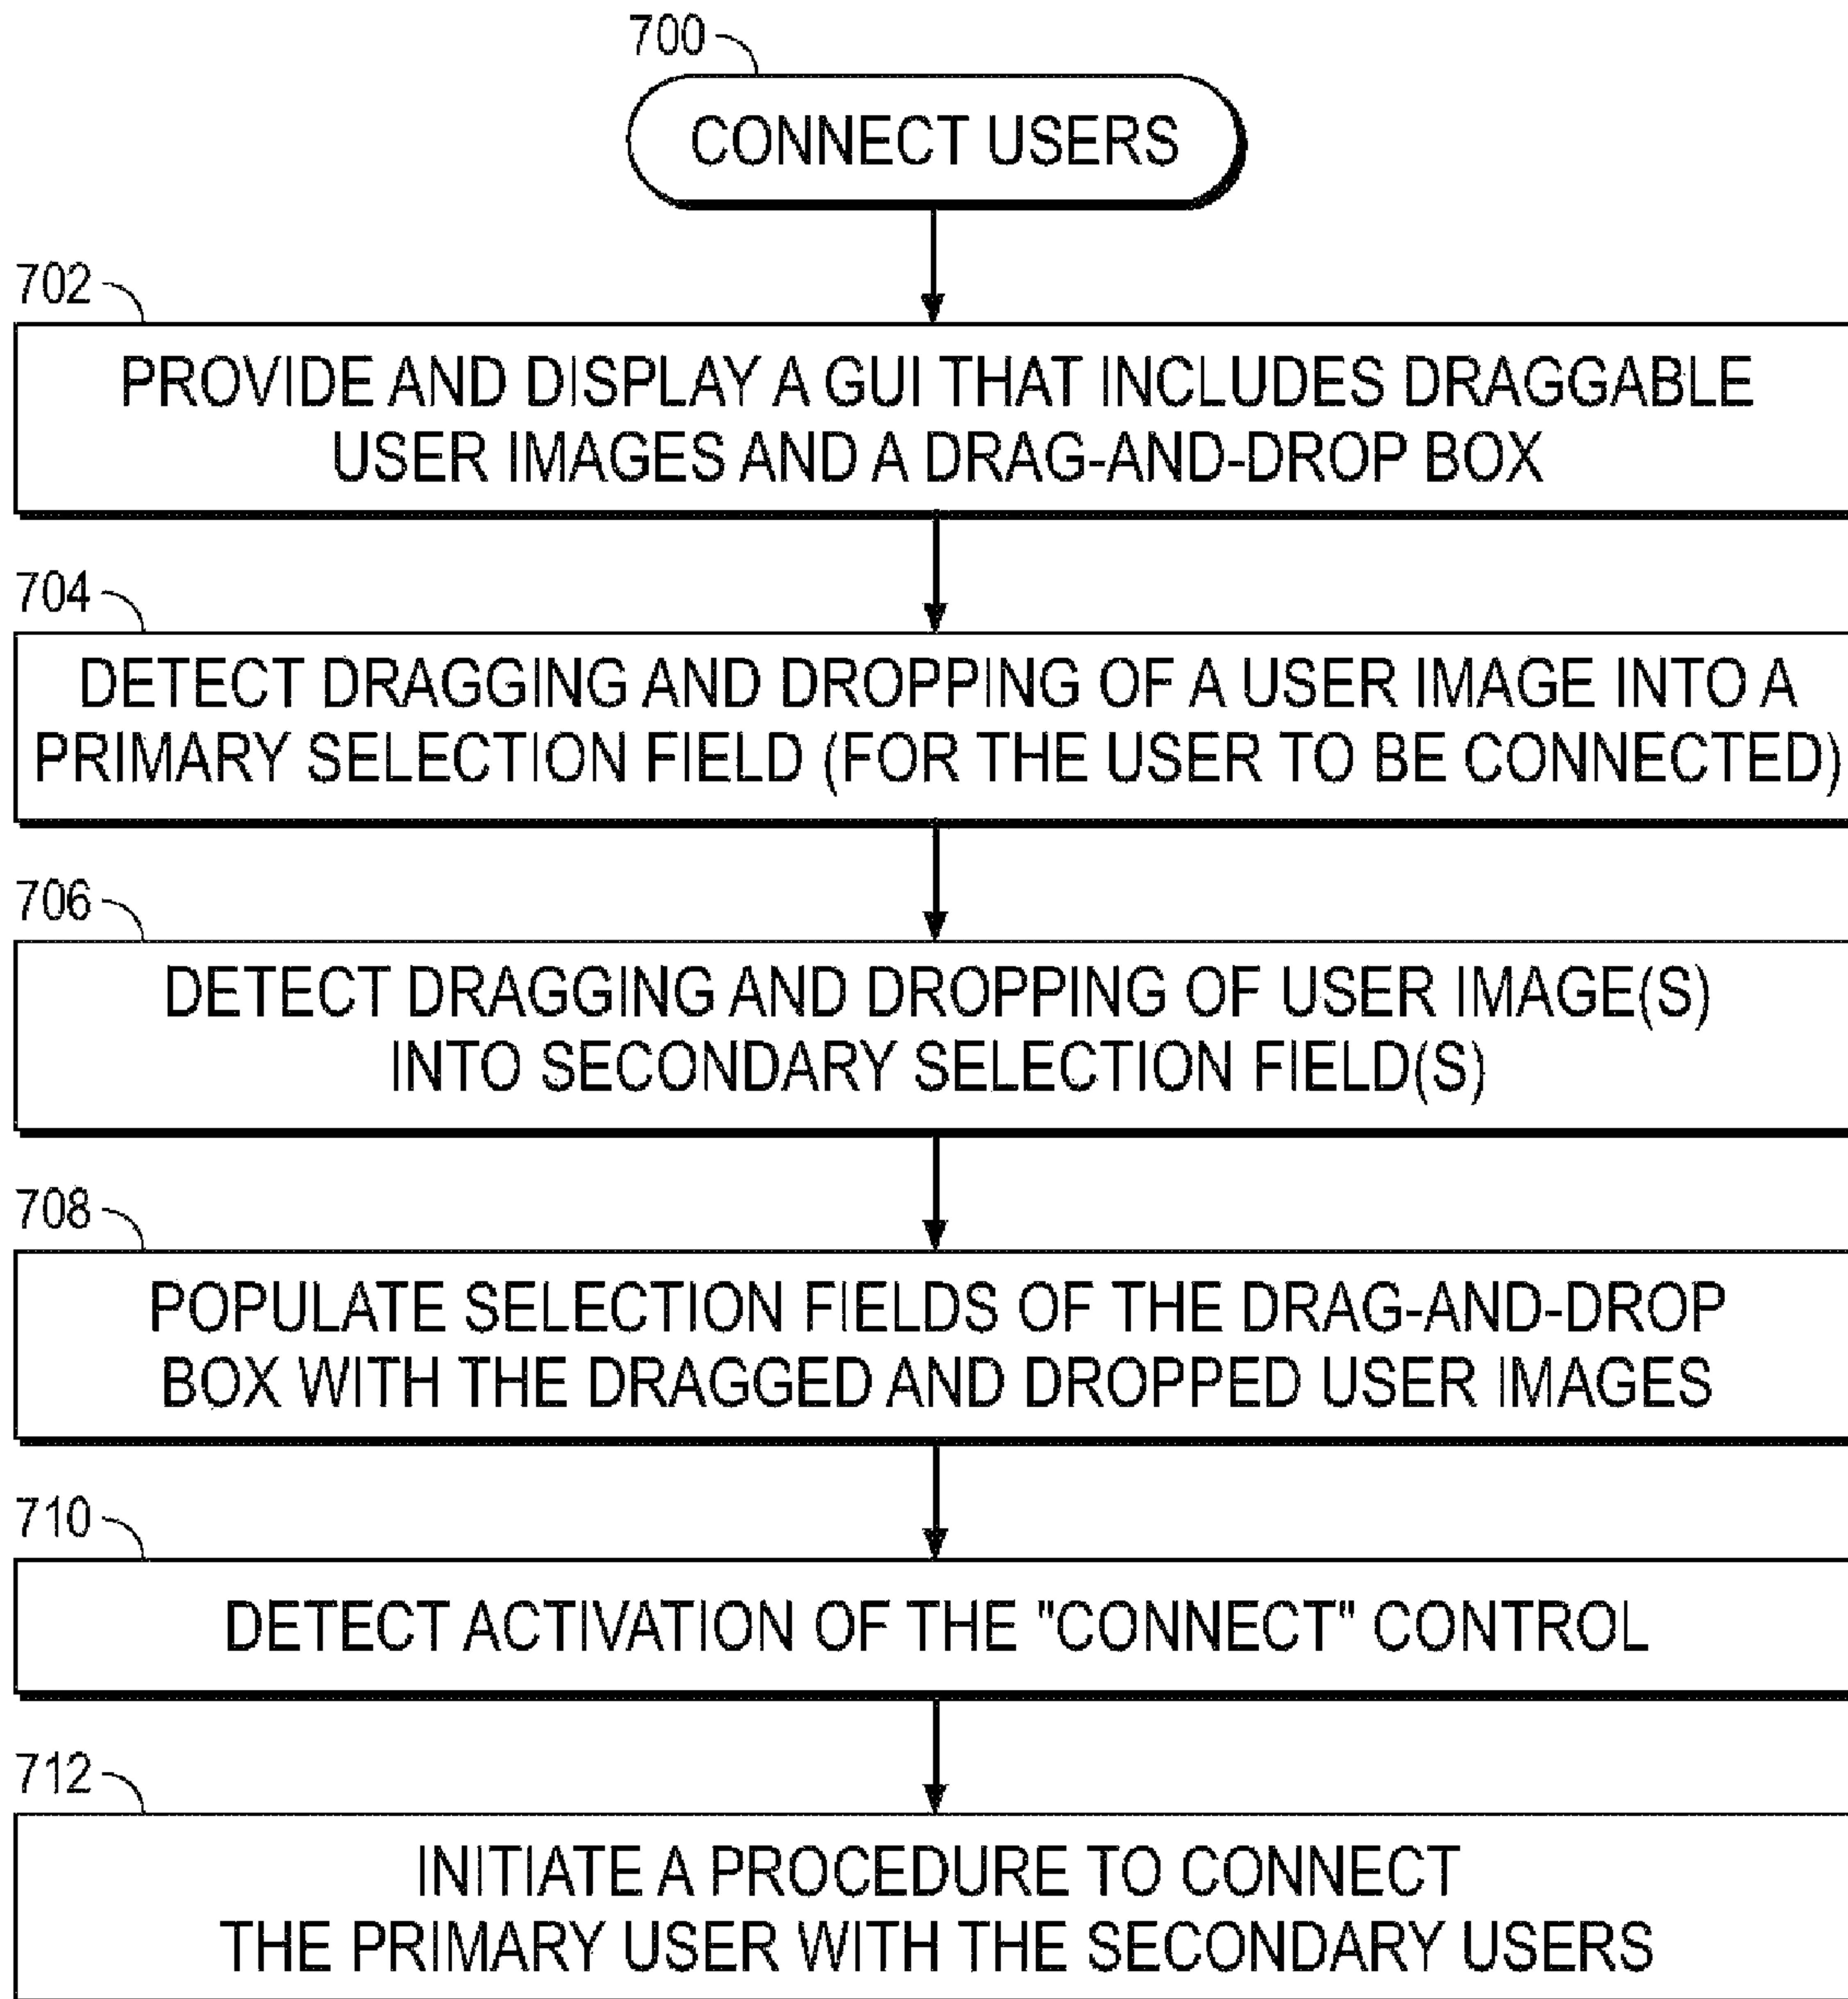 700
CONNECT USERS
702
PROVIDE AND DISPLAY A GUI THAT INCLUDES DRAGGABLE
USER IMAGES AND A DRAG-AND-DROP BOX
704
DETECT DRAGGING AND DROPPING OF A USER IMAGE INTO A
PRIMARY SELECTION FIELD (FOR THE USER TO BE CONNECTED)
706
DETECT DRAGGING AND DROPPING OF USER IMAGE(S)
INTO SECONDARY SELECTION FIELD(S)
708
POPULATE SELECTION FIELDS OF THE DRAG-AND-DROP
BOX WITH THE DRAGGED AND DROPPED USER IMAGES
710
DETECT ACTIVATION OF THE "CONNECT" CONTROL
712
INITIATE A PROCEDURE TO CONNECT
THE PRIMARY USER WITH THE SECONDARY USERS